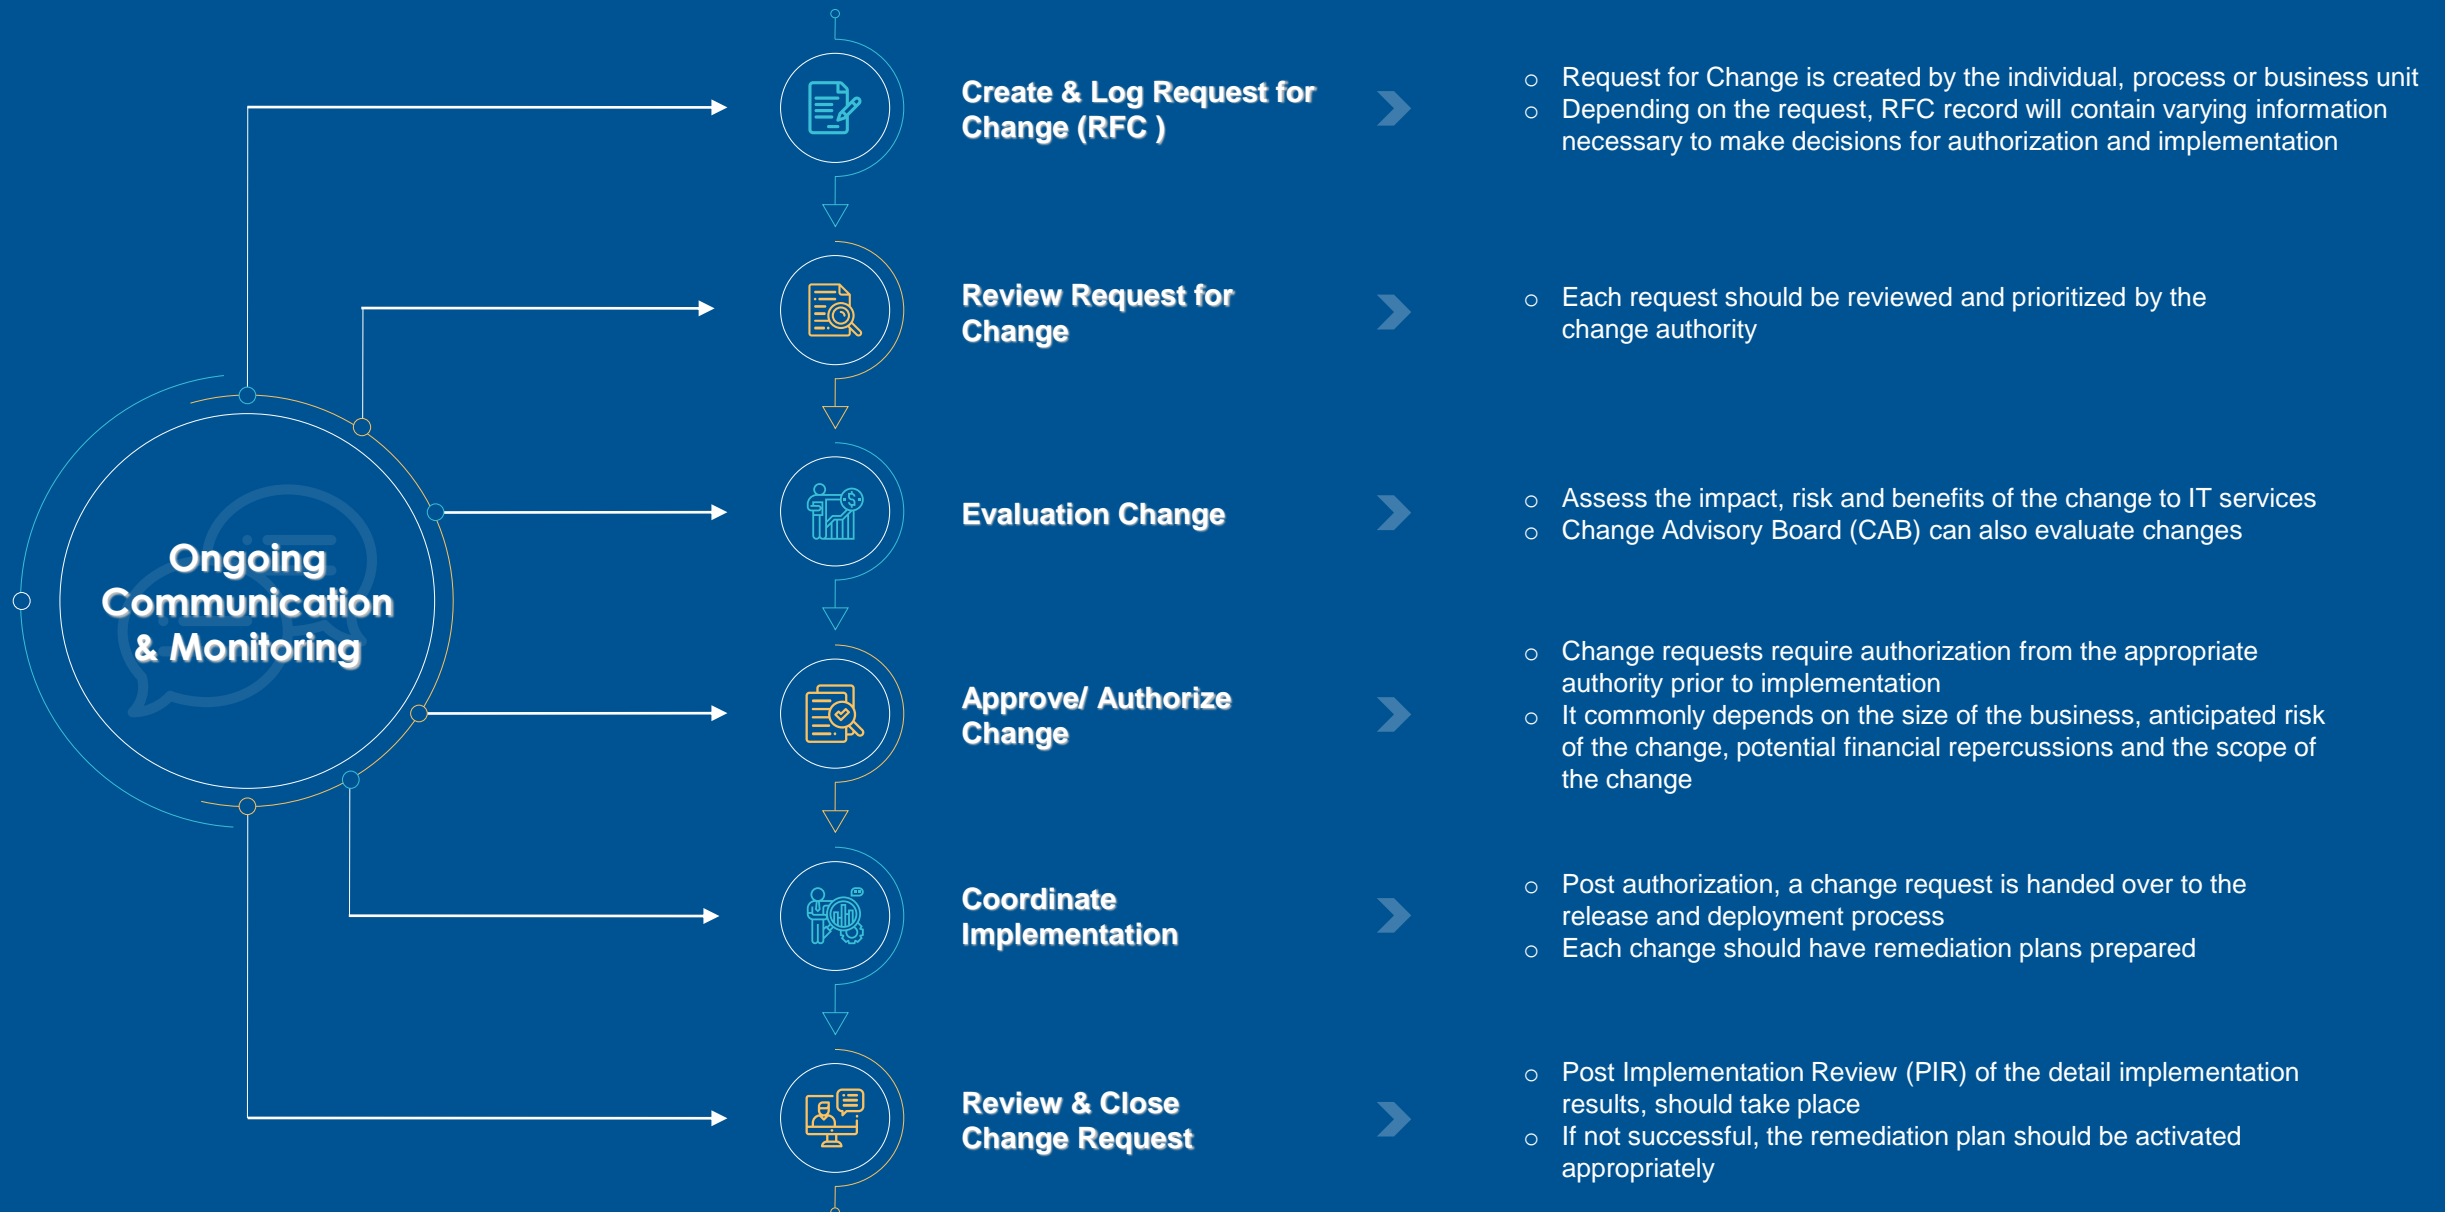 Ongoing
Communication
& Monitoring
Create & Log Request for
Change (RFC )
○ Request for Change is created by the individual, process or business unit
○ Depending on the request, RFC record will contain varying information
necessary to make decisions for authorization and implementation
Review Request for
Change
○ Each request should be reviewed and prioritized by the
change authority
Evaluation Change
○ Assess the impact, risk and benefits of the change to IT services
○ Change Advisory Board (CAB) can also evaluate changes
Approve/ Authorize
Change
○ Change requests require authorization from the appropriate
authority prior to implementation
○ It commonly depends on the size of the business, anticipated risk
of the change, potential financial repercussions and the scope of
the change
Coordinate
Implementation
○ Post authorization, a change request is handed over to the
release and deployment process
○ Each change should have remediation plans prepared
Review & Close
Change Request
○ Post Implementation Review (PIR) of the detail implementation
results, should take place
○ If not successful, the remediation plan should be activated
appropriately